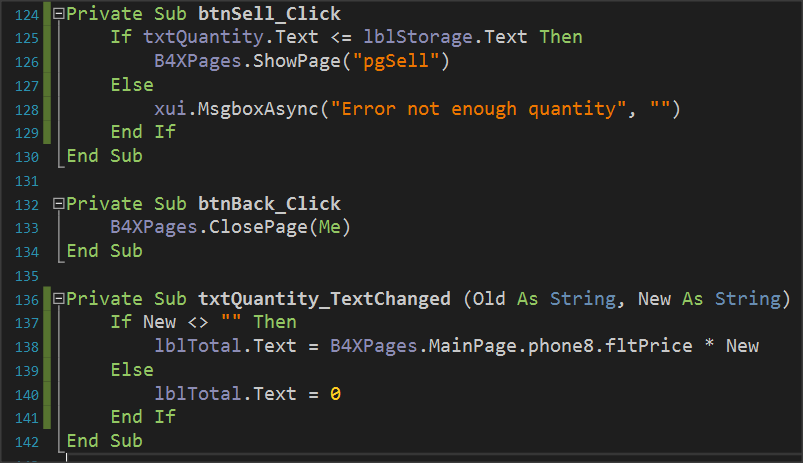 124 Private Sub btnSell_Click
125 If txtQuantity.Text <= lblStorage.Text Then
126 B4XPages.ShowPage("pgSell")
127 Else
128 xui.MsgboxAsync("Error not enough quantity", "")
129 End If
130 End Sub
131
132 Private Sub btnBack_Click
133 B4XPages.ClosePage(Me)
134 End Sub
135
136 Private Sub txtQuantity_TextChanged (Old As String, New As String)
137 If New <> "" Then
138 lblTotal.Text = B4XPages.MainPage.phone8.fltPrice * New
139 Else
140 lblTotal.Text = 0
141 End If
142 End Sub